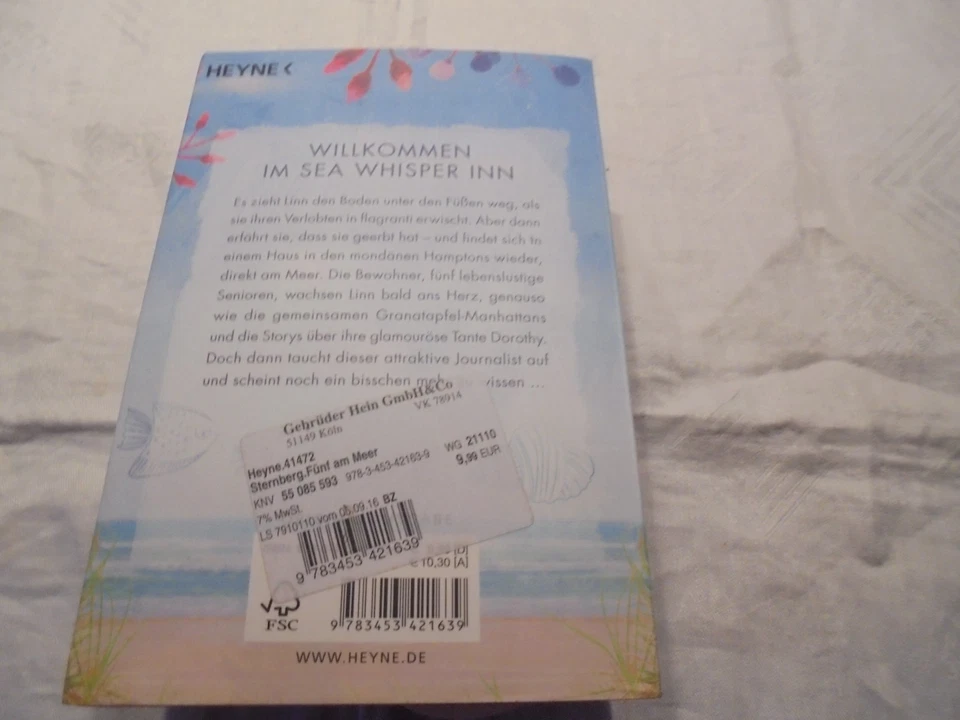 HEYNE
WILLKOMMEN
IM SEA WHISPER INN
Es zieht Linn den Boden unter den Füßen weg, als
sie ihren Verlobten in flagranti erwischt. Aber dann
erfährt sie, dass sie geerbt hat – und findet sich in
einem Haus in den mondänen Hamptons wieder,
direkt am Meer. Die Bewohner, fünf lebenslustige
Senioren, wachsen Linn bald ans Herz, genauso
wie die gemeinsamen Granatapfel-Manhattans
und die Storys über ihre glamouröse Tante Dorothy.
Doch dann taucht dieser attraktive Journalist auf
und scheint noch ein bisschen ...
Gebrüder Hein GmbH&Co
51149 Köln VK 78914
Heyne.41472
Sternberg.Fünf am Meer WG 21110
KNV 55 085 593 978-3-453-42163-9 9,99 EUR
7% MwSt.
LS 7910110 vom 06.09.16 BZ
9 783453 421639
[D]
€ 10,30 [A]
FSC
9 783453 421639
WWW.HEYNE.DE